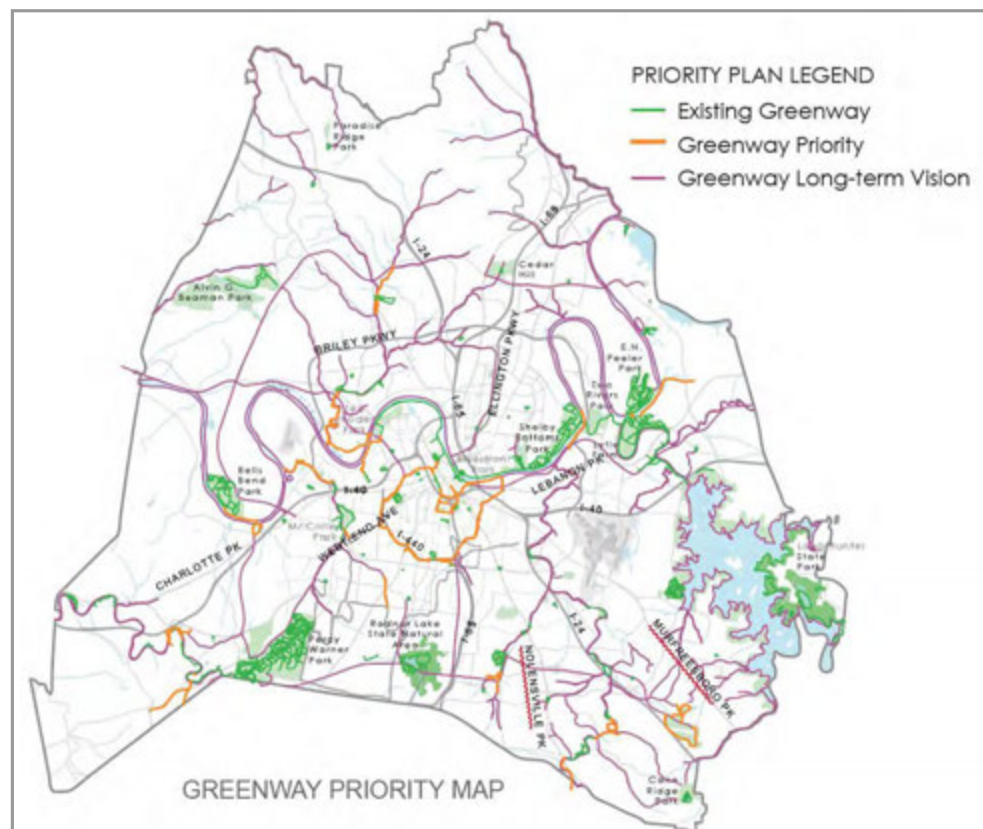 PRIORITY PLAN LEGEND
Existing Greenway
Greenway Priority
Greenway Long-term Vision
Paradise
Ridge
Park
I-24
I-65
Cedar
Hill
Alvin G.
Beaman Park
BRILEY PKWY
ELLINGTON PKWY
E.N.
Peeler
Park
Two
Rivers
Park
I-65
Shelby
Bottoms
Park
LEBANON PK
Bells
Bend
Park
I-40
I-40
WEST END AVE
I-440
CHARLOTTE PK
State
Park
Percy
Warner
Park
Radnor Lake
State Natural
Area
I-65
I-24
NOLENSVILLE PK
MURFREEBORO PK
Cane
Ridge
Park
GREENWAY PRIORITY MAP